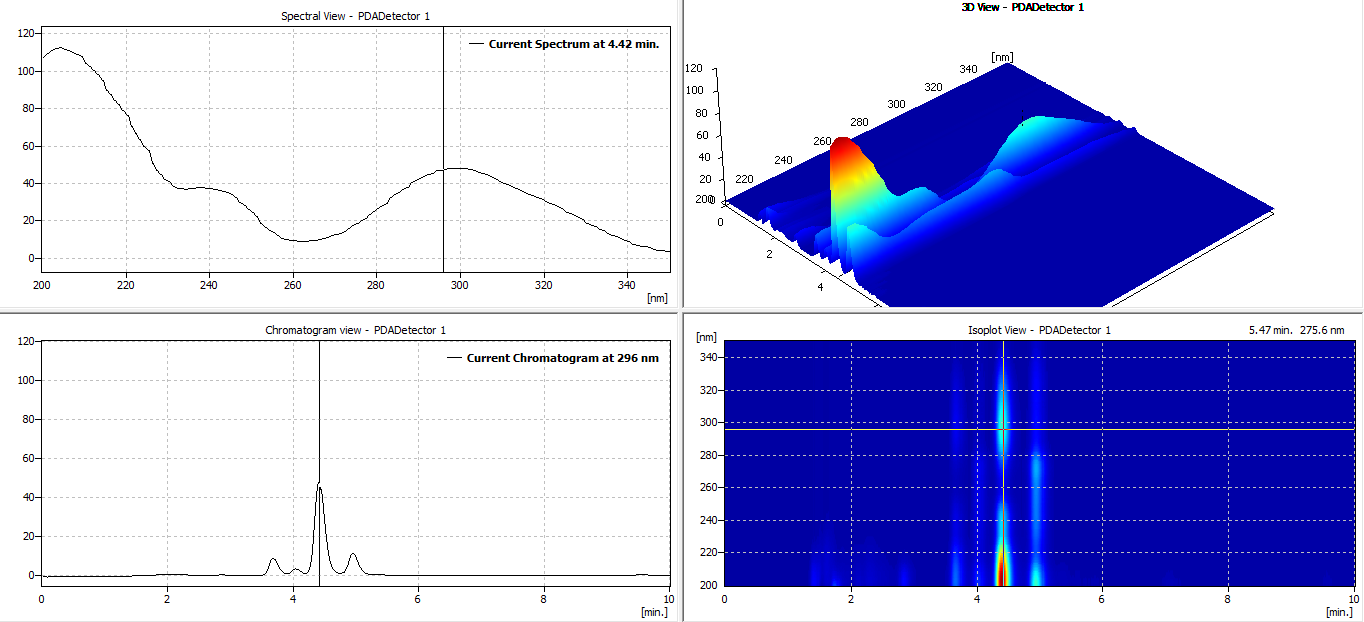 Spectral View - PDADetector 1
Current Spectrum at 4.42 min.
120
100
80
60
40
20
0
200 220 240 260 280 300 320 340
[nm]
3D View - PDADetector 1
[nm]
340
320
300
280
260
240
220
200
120
100
80
60
40
20
0
0
2
4
Chromatogram view - PDADetector 1
Current Chromatogram at 296 nm
120
100
80
60
40
20
0
0 2 4 6 8 10
[min.]
Isoplot View - PDADetector 1
5.47 min. 275.6 nm
[nm]
340
320
300
280
260
240
220
200
0 2 4 6 8 10
[min.]